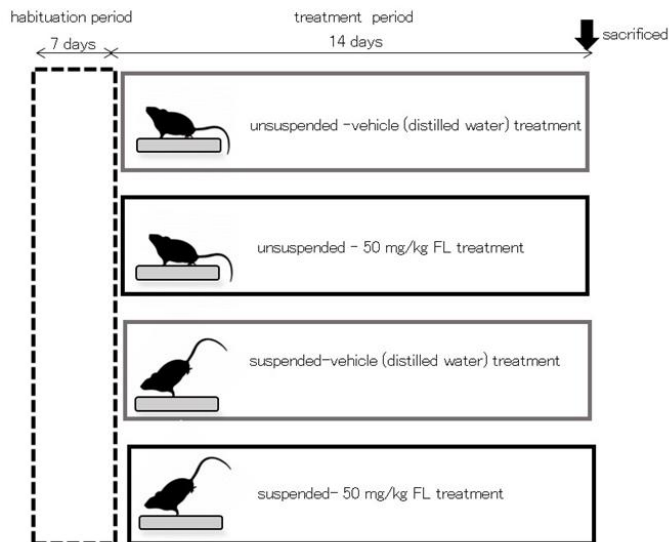 habituation period
treatment period
7 days
14 days
sacrificed
unsuspended -vehicle (distilled water) treatment
unsuspended - 50 mg/kg FL treatment
suspended-vehicle (distilled water) treatment
suspended- 50 mg/kg FL treatment